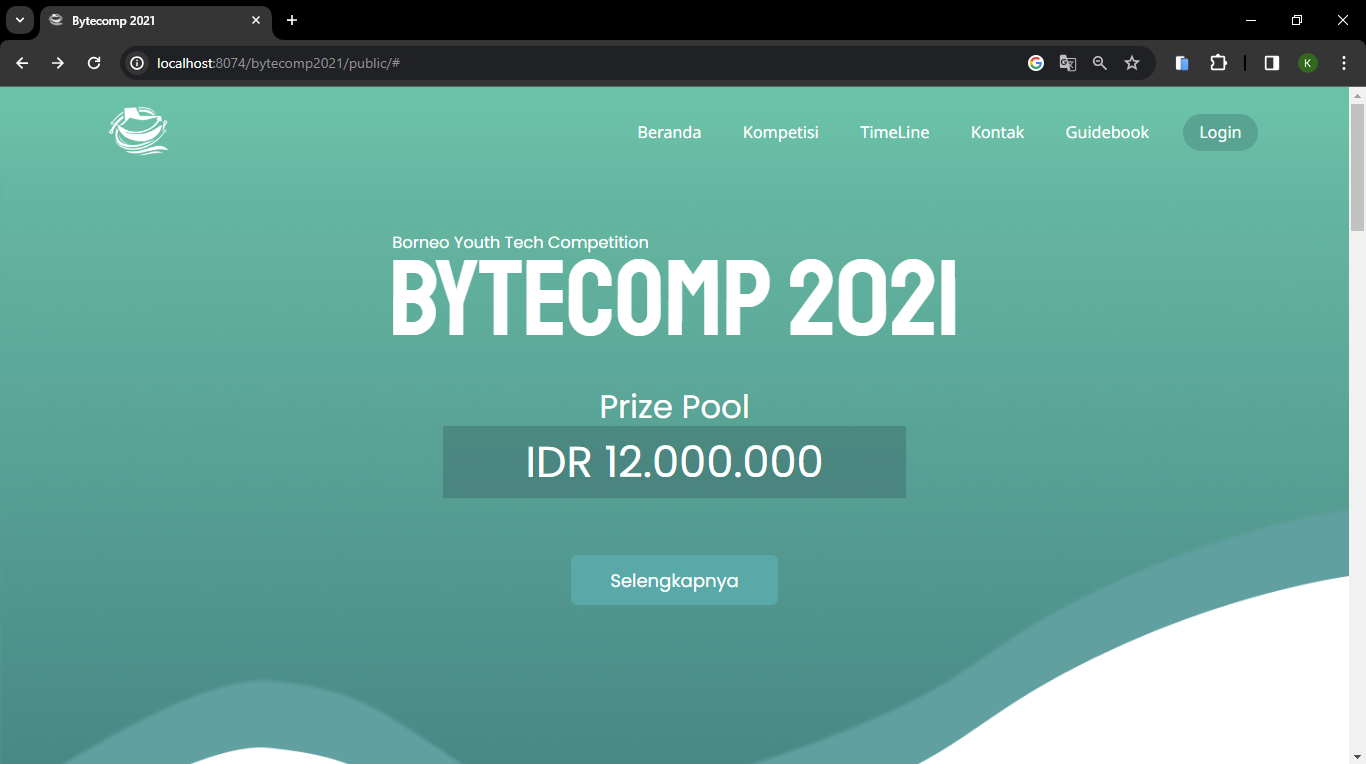 Bytecomp 2021
localhost:8074/bytecomp2021/public/#
K
Beranda Kompetisi TimeLine Kontak Guidebook Login
Borneo Youth Tech Competition
BYTECOMP 2021
Prize Pool
IDR 12.000.000
Selengkapnya